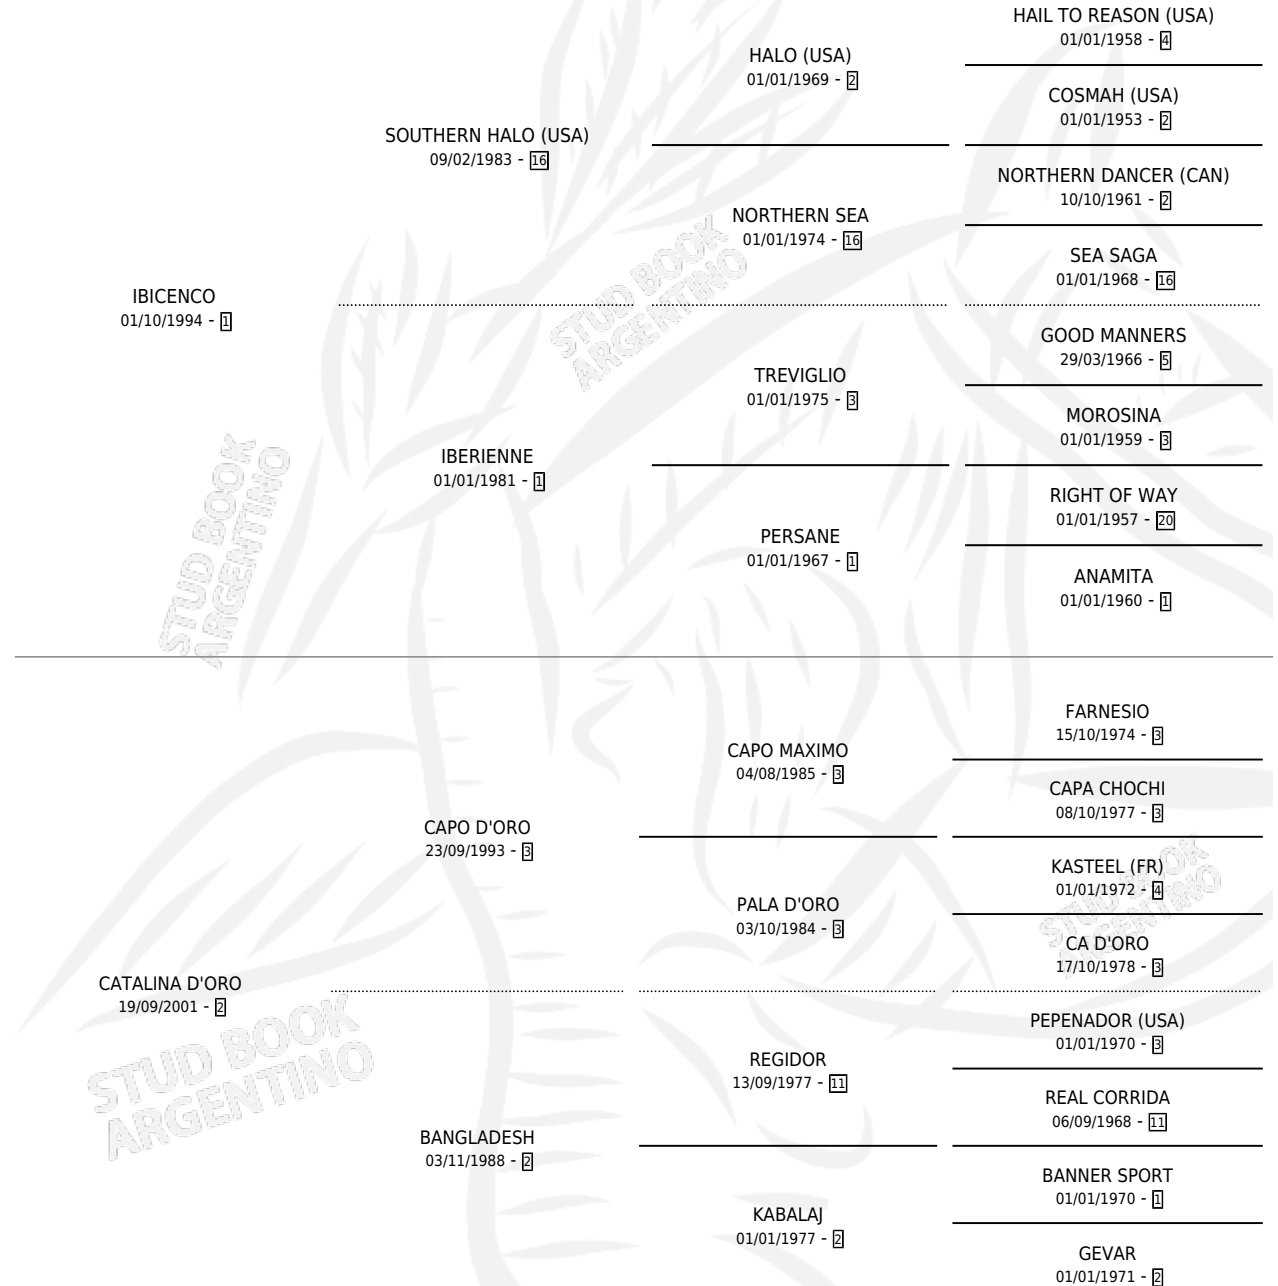 HAIL TO REASON (USA)
01/01/1958 - 4
HALO (USA)
01/01/1969 - 2
COSMAH (USA)
01/01/1953 - 2
SOUTHERN HALO (USA)
09/02/1983 - 16
NORTHERN DANCER (CAN)
10/10/1961 - 2
NORTHERN SEA
01/01/1974 - 16
SEA SAGA
01/01/1968 - 16
IBICENCO
01/10/1994 - 1
GOOD MANNERS
29/03/1966 - 5
TREVIGLIO
01/01/1975 - 3
MOROSINA
01/01/1959 - 3
IBERIENNE
01/01/1981 - 1
RIGHT OF WAY
01/01/1957 - 20
PERSANE
01/01/1967 - 1
ANAMITA
01/01/1960 - 1
FARNESIO
15/10/1974 - 3
CAPO MAXIMO
04/08/1985 - 3
CAPA CHOCHI
08/10/1977 - 3
CAPO D'ORO
23/09/1993 - 3
KASTEEL (FR)
01/01/1972 - 4
PALA D'ORO
03/10/1984 - 3
CA D'ORO
17/10/1978 - 3
CATALINA D'ORO
19/09/2001 - 2
PEPENADOR (USA)
01/01/1970 - 3
REGIDOR
13/09/1977 - 11
REAL CORRIDA
06/09/1968 - 11
BANGLADESH
03/11/1988 - 2
BANNER SPORT
01/01/1970 - 1
KABALAJ
01/01/1977 - 2
GEVAR
01/01/1971 - 2
STUD BOOK
ARGENTINO
STUD BOOK
ARGENTINO
STUD BOOK
ARGENTINO
STUD BOOK
ARGENTINO